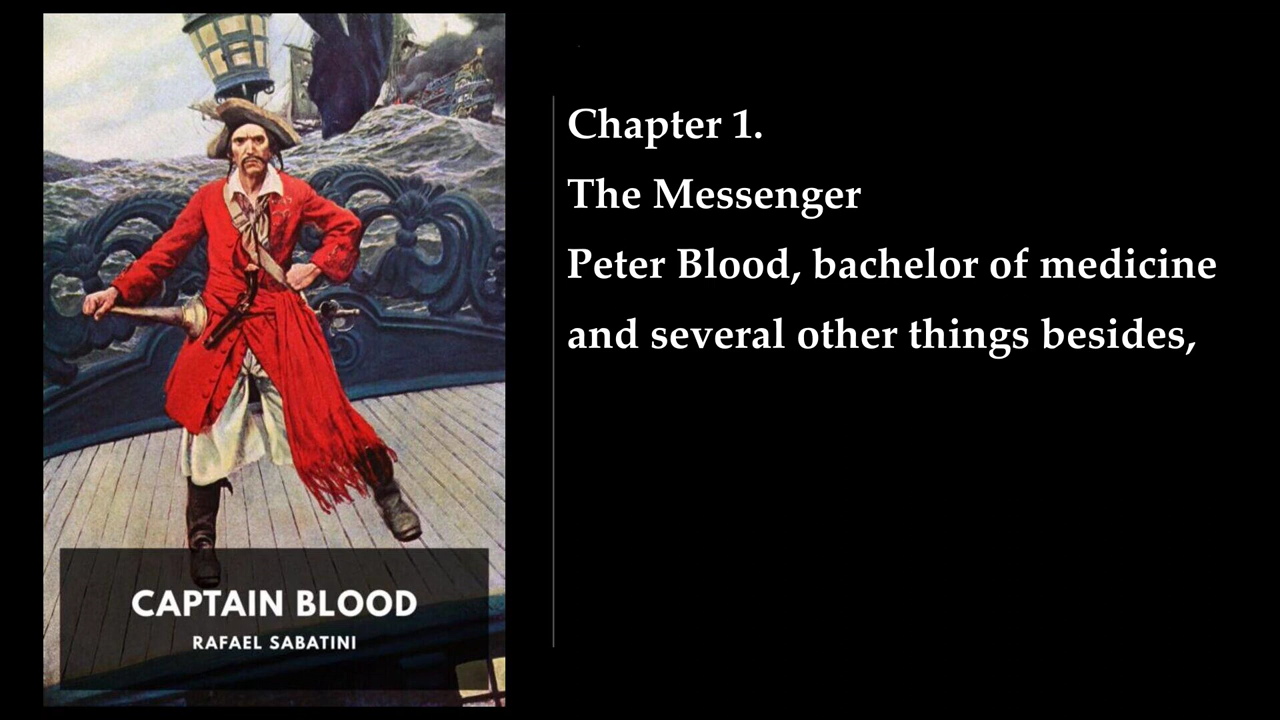 CAPTAIN BLOOD
RAFAEL SABATINI
Chapter 1.
The Messenger
Peter Blood, bachelor of medicine
and several other things besides,